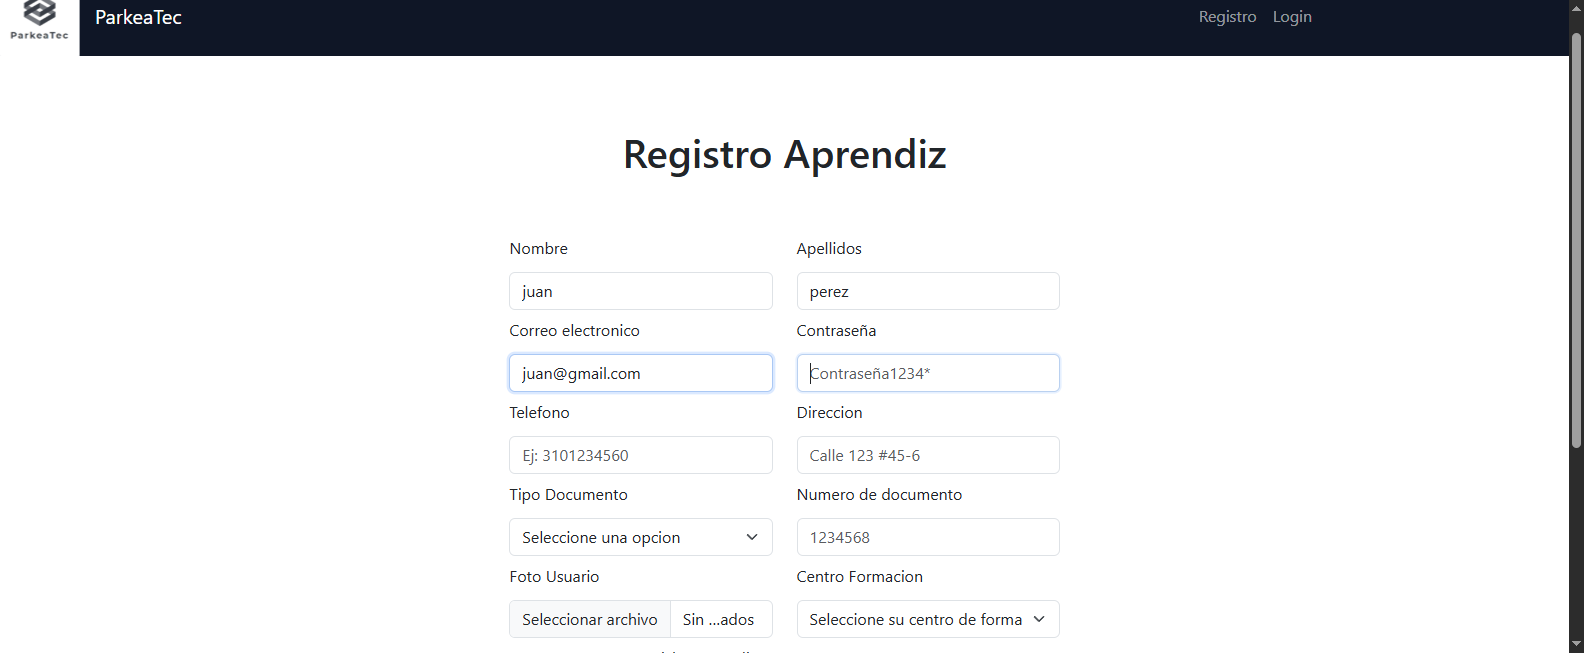 ParkeaTec
ParkeaTec
Registro Login
Registro Aprendiz
Nombre Apellidos
juan perez
Correo electronico Contraseña
juan@gmail.com Contraseña1234*
Telefono Direccion
Ej: 3101234560 Calle 123 #45-6
Tipo Documento Numero de documento
Seleccione una opcion 1234568
Foto Usuario Centro Formacion
Seleccionar archivo Sin ...ados Seleccione su centro de forma